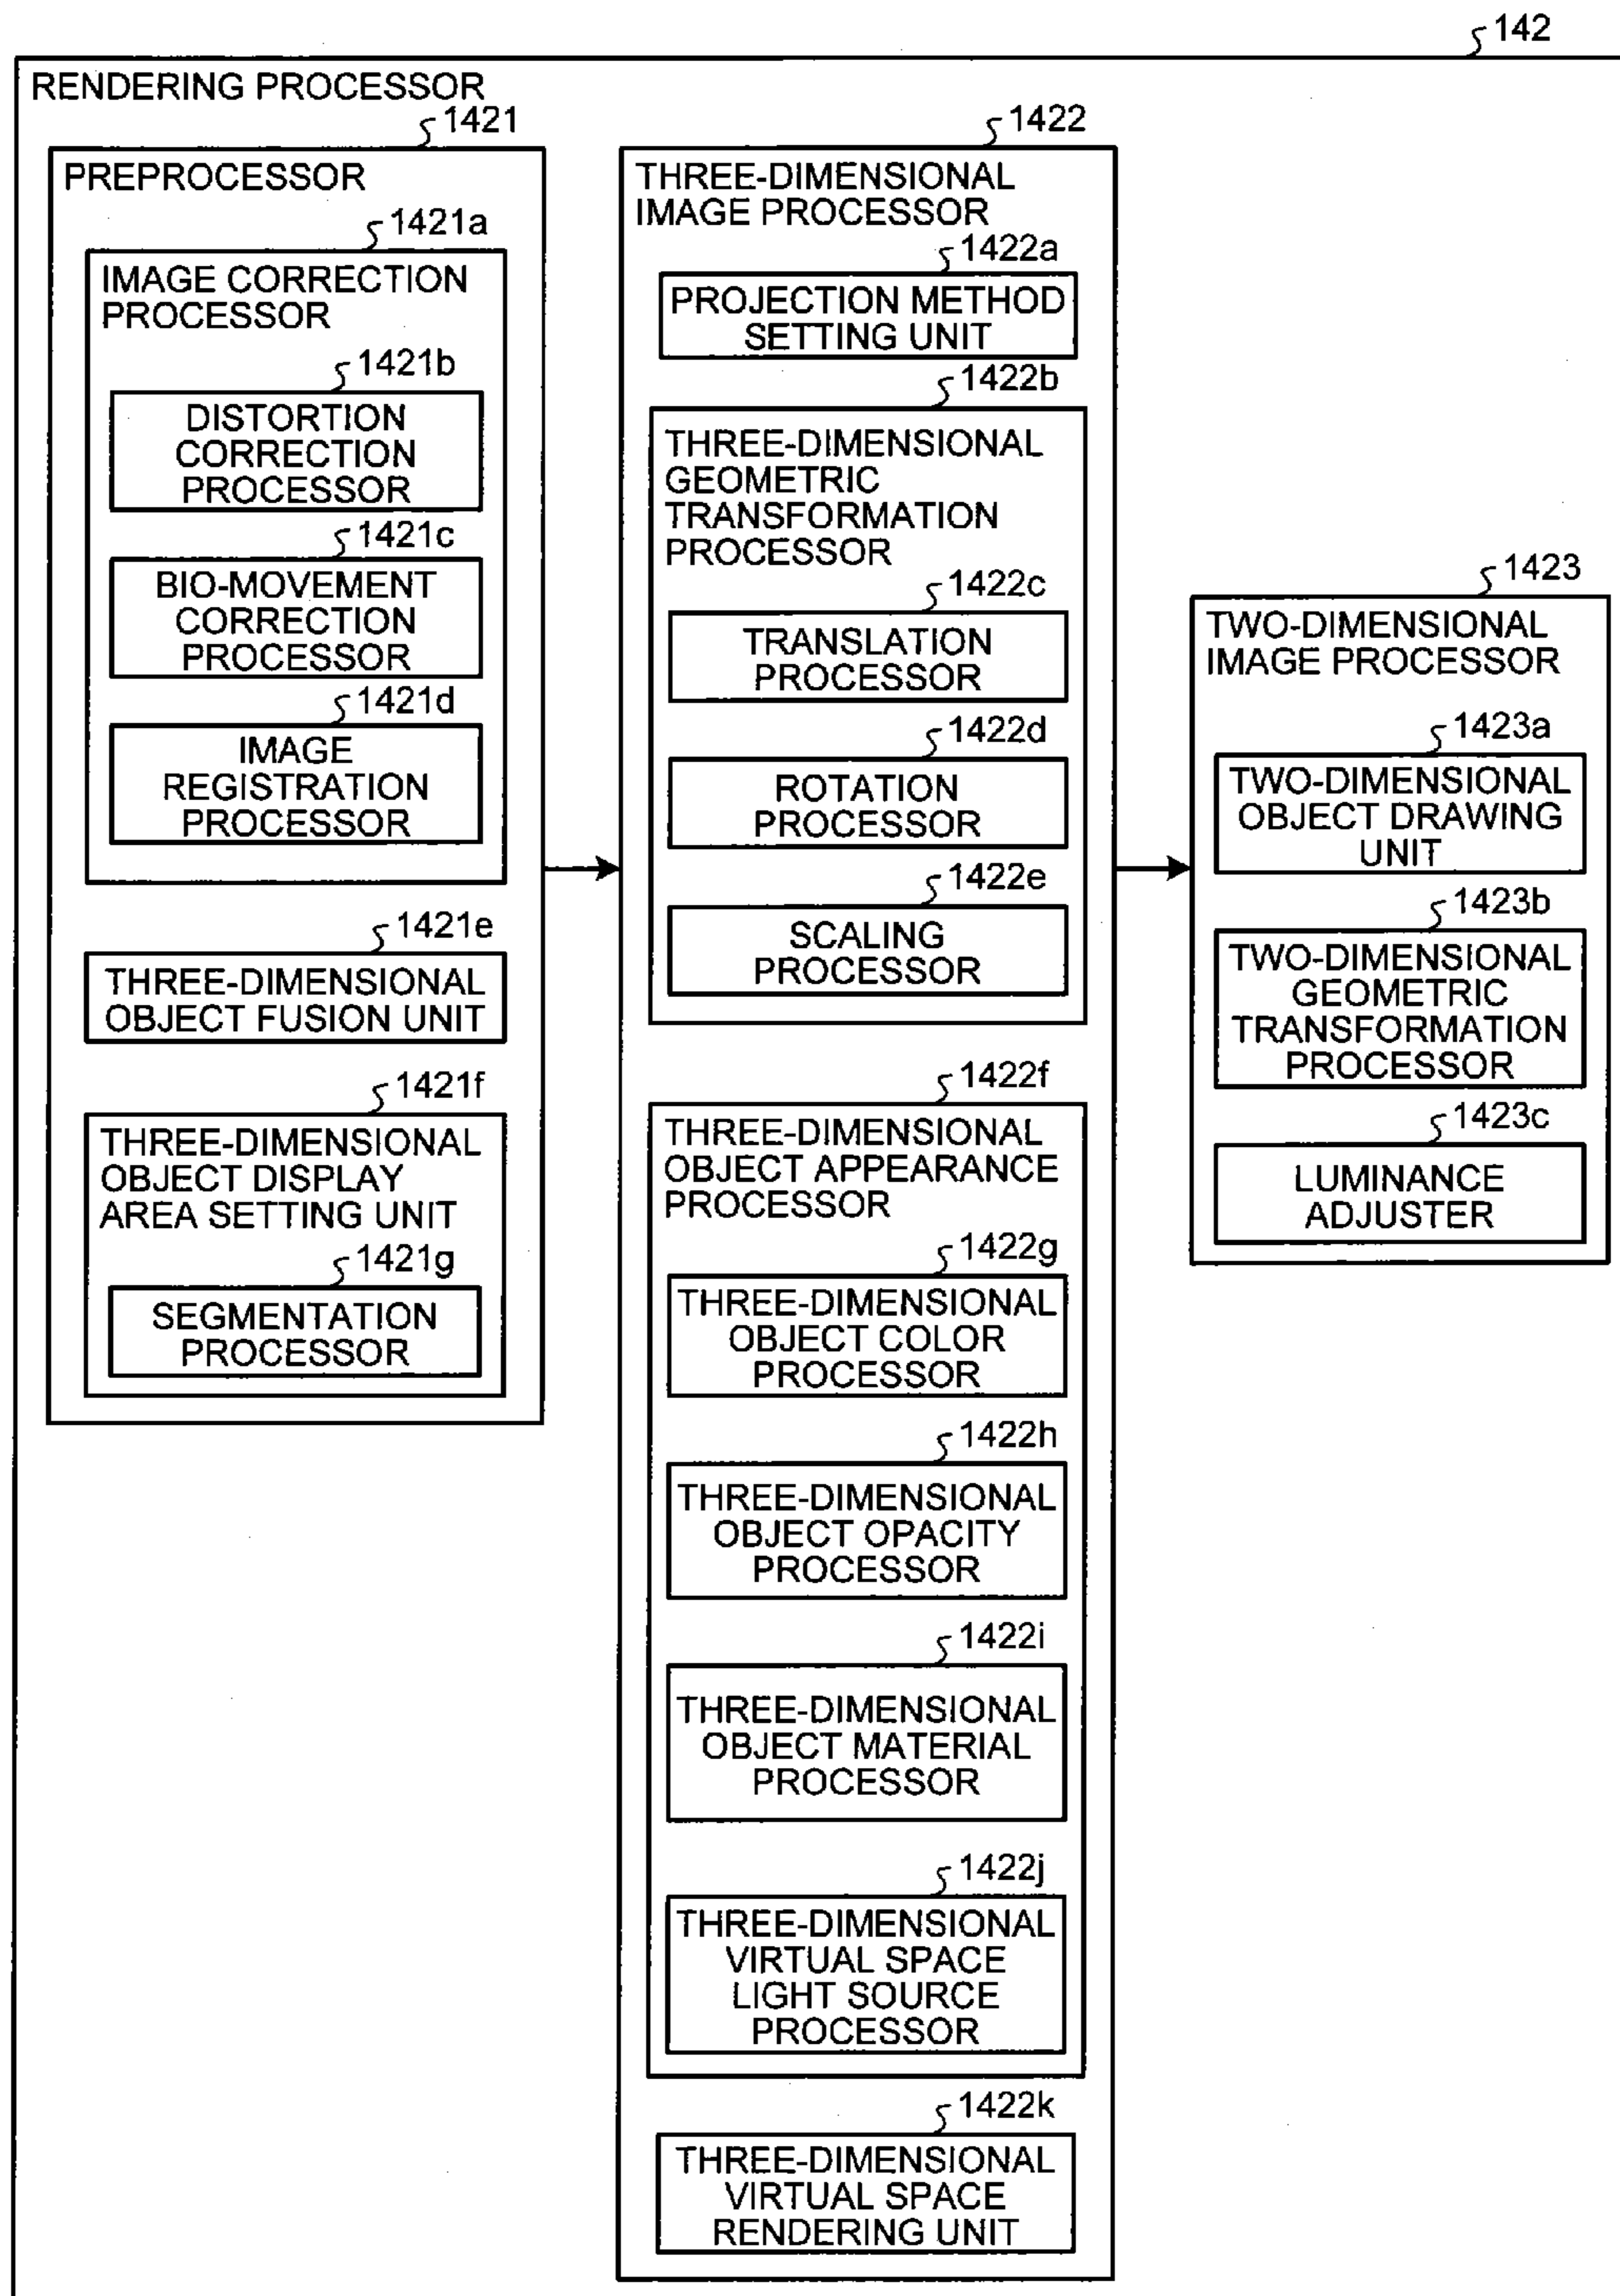 142
RENDERING PROCESSOR
1421
PREPROCESSOR
1421a
IMAGE CORRECTION
PROCESSOR
1421b
DISTORTION
CORRECTION
PROCESSOR
1421c
BIO-MOVEMENT
CORRECTION
PROCESSOR
1421d
IMAGE
REGISTRATION
PROCESSOR
1421e
THREE-DIMENSIONAL
OBJECT FUSION UNIT
1421f
THREE-DIMENSIONAL
OBJECT DISPLAY
AREA SETTING UNIT
1421g
SEGMENTATION
PROCESSOR
1422
THREE-DIMENSIONAL
IMAGE PROCESSOR
1422a
PROJECTION METHOD
SETTING UNIT
1422b
THREE-DIMENSIONAL
GEOMETRIC
TRANSFORMATION
PROCESSOR
1422c
TRANSLATION
PROCESSOR
1422d
ROTATION
PROCESSOR
1422e
SCALING
PROCESSOR
1422f
THREE-DIMENSIONAL
OBJECT APPEARANCE
PROCESSOR
1422g
THREE-DIMENSIONAL
OBJECT COLOR
PROCESSOR
1422h
THREE-DIMENSIONAL
OBJECT OPACITY
PROCESSOR
1422i
THREE-DIMENSIONAL
OBJECT MATERIAL
PROCESSOR
1422j
THREE-DIMENSIONAL
VIRTUAL SPACE
LIGHT SOURCE
PROCESSOR
1422k
THREE-DIMENSIONAL
VIRTUAL SPACE
RENDERING UNIT
1423
TWO-DIMENSIONAL
IMAGE PROCESSOR
1423a
TWO-DIMENSIONAL
OBJECT DRAWING
UNIT
1423b
TWO-DIMENSIONAL
GEOMETRIC
TRANSFORMATION
PROCESSOR
1423c
LUMINANCE
ADJUSTER